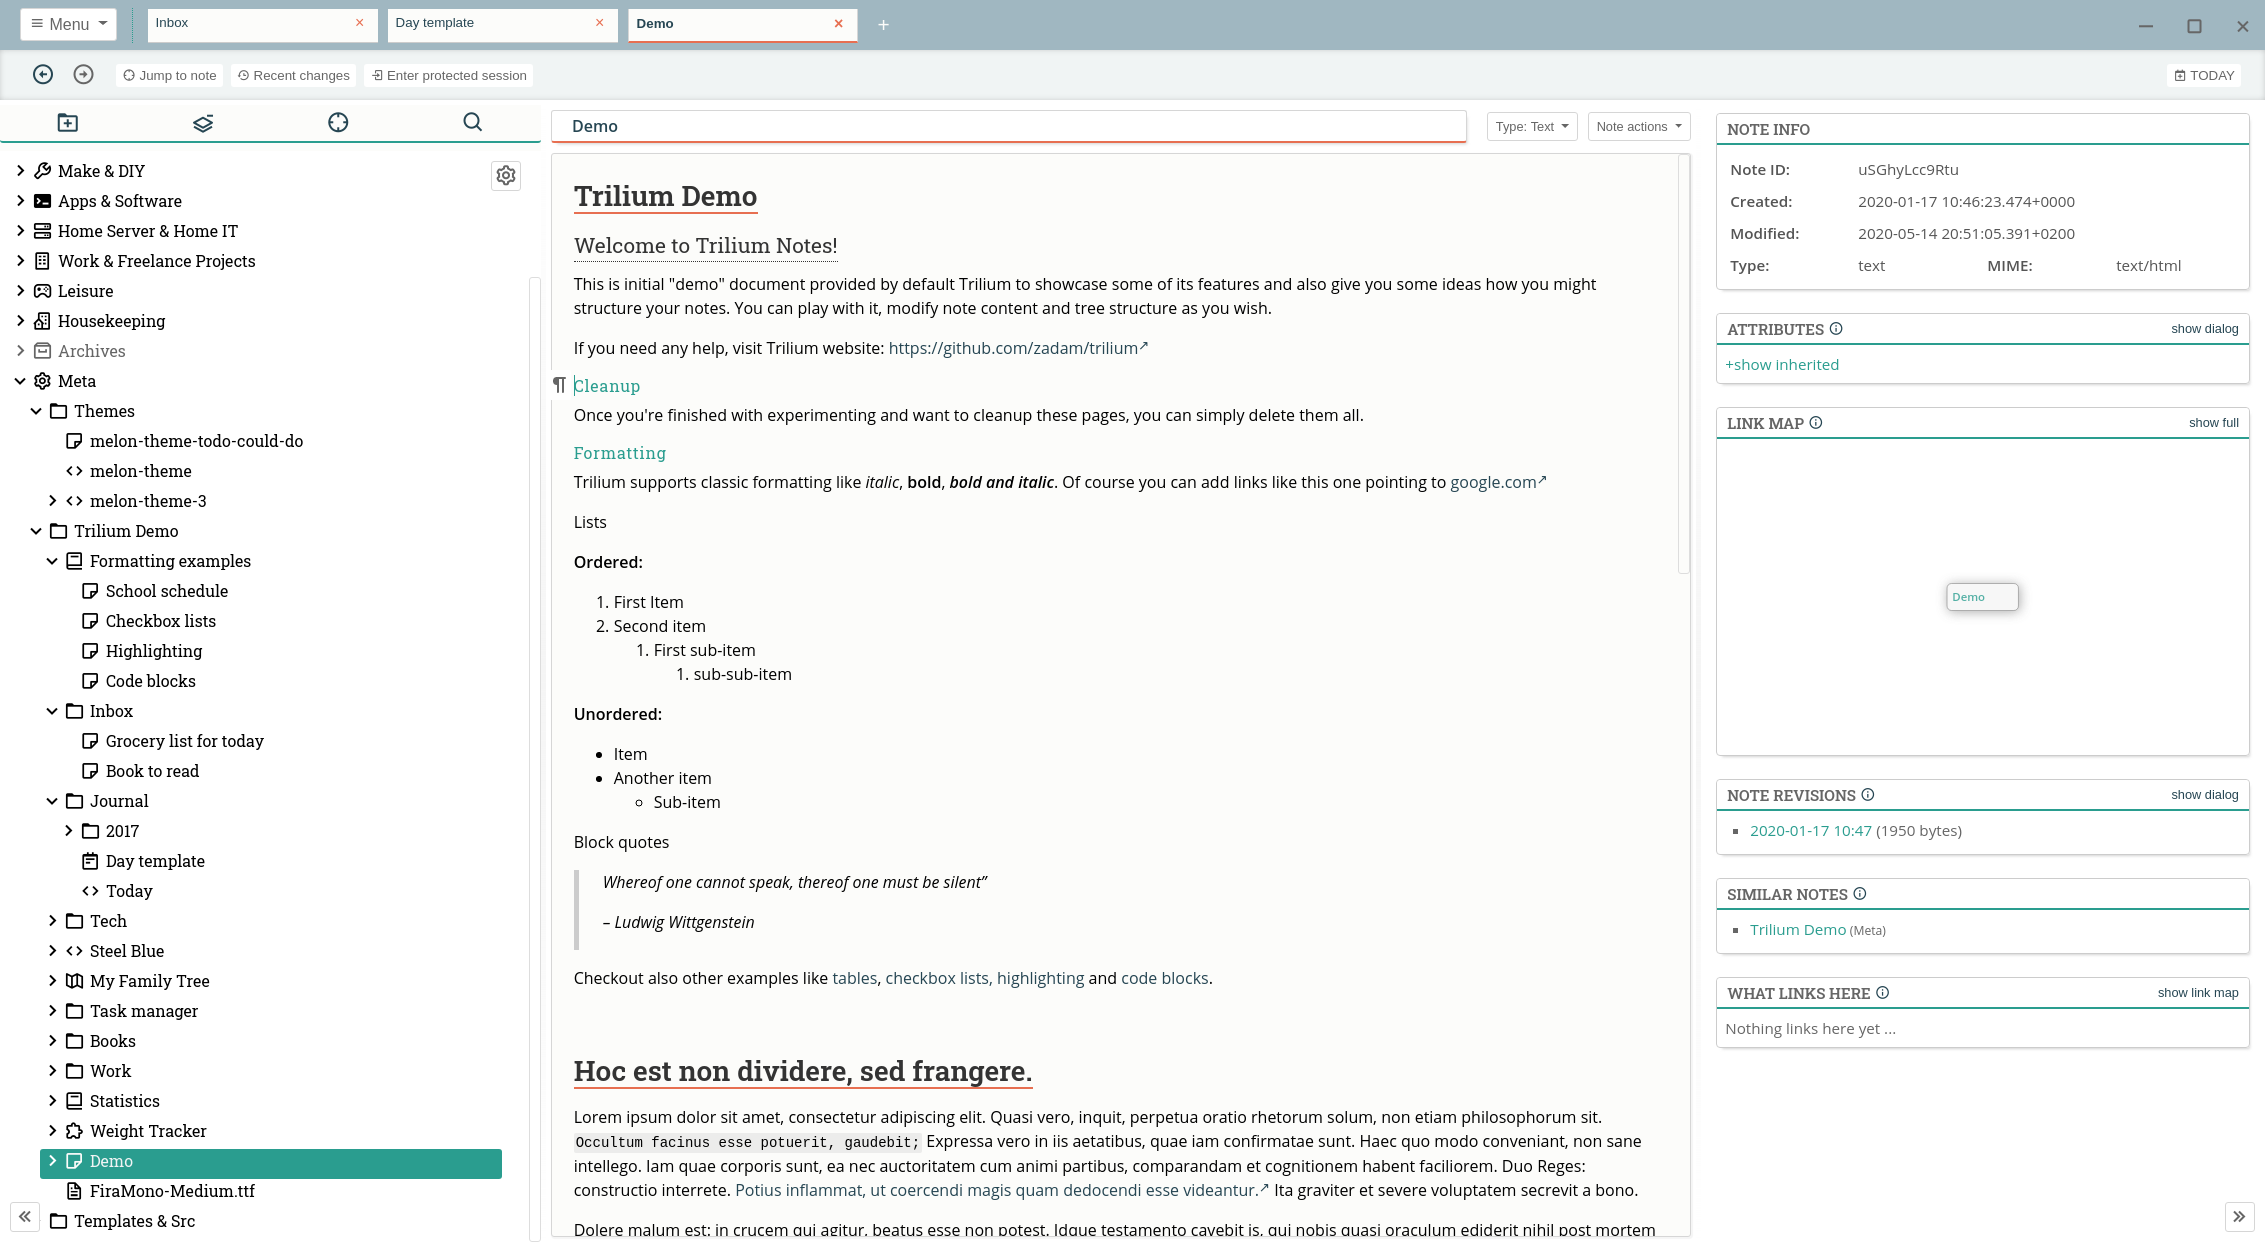 Menu
Inbox
Day template
Demo
Jump to note
Recent changes
Enter protected session
TODAY
Make & DIY
Apps & Software
Home Server & Home IT
Work & Freelance Projects
Leisure
Housekeeping
Archives
Meta
Themes
melon-theme-todo-could-do
melon-theme
melon-theme-3
Trilium Demo
Formatting examples
School schedule
Checkbox lists
Highlighting
Code blocks
Inbox
Grocery list for today
Book to read
Journal
2017
Day template
Today
Tech
Steel Blue
My Family Tree
Task manager
Books
Work
Statistics
Weight Tracker
Demo
FiraMono-Medium.ttf
Templates & Src
Demo
Type: Text
Note actions
Trilium Demo
Welcome to Trilium Notes!
This is initial "demo" document provided by default Trilium to showcase some of its features and also give you some ideas how you might
structure your notes. You can play with it, modify note content and tree structure as you wish.
If you need any help, visit Trilium website: https://github.com/zadam/trilium↗
¶ Cleanup
Once you're finished with experimenting and want to cleanup these pages, you can simply delete them all.
Formatting
Trilium supports classic formatting like italic, bold, bold and italic. Of course you can add links like this one pointing to google.com↗
Lists
Ordered:
1. First Item
2. Second item
1. First sub-item
1. sub-sub-item
Unordered:
• Item
• Another item
◦ Sub-item
Block quotes
Whereof one cannot speak, thereof one must be silent”
– Ludwig Wittgenstein
Checkout also other examples like tables, checkbox lists, highlighting and code blocks.
Hoc est non dividere, sed frangere.
Lorem ipsum dolor sit amet, consectetur adipiscing elit. Quasi vero, inquit, perpetua oratio rhetorum solum, non etiam philosophorum sit.
Occultum facinus esse potuerit, gaudebit; Expressa vero in iis aetatibus, quae iam confirmatae sunt. Haec quo modo conveniant, non sane
intellego. Iam quae corporis sunt, ea nec auctoritatem cum animi partibus, comparandam et cognitionem habent faciliorem. Duo Reges:
constructio interrete. Potius inflammat, ut coercendi magis quam dedocendi esse videantur.↗ Ita graviter et severe voluptatem secrevit a bono.
Dolere malum est: in crucem qui agitur, beatus esse non potest. Idque testamento cavebit is, qui nobis quasi oraculum ediderit nihil post mortem
NOTE INFO
Note ID: uSGhyLcc9Rtu
Created: 2020-01-17 10:46:23.474+0000
Modified: 2020-05-14 20:51:05.391+0200
Type: text MIME: text/html
ATTRIBUTES show dialog
+show inherited
LINK MAP show full
Demo
NOTE REVISIONS show dialog
▪ 2020-01-17 10:47 (1950 bytes)
SIMILAR NOTES
▪ Trilium Demo (Meta)
WHAT LINKS HERE show link map
Nothing links here yet ...